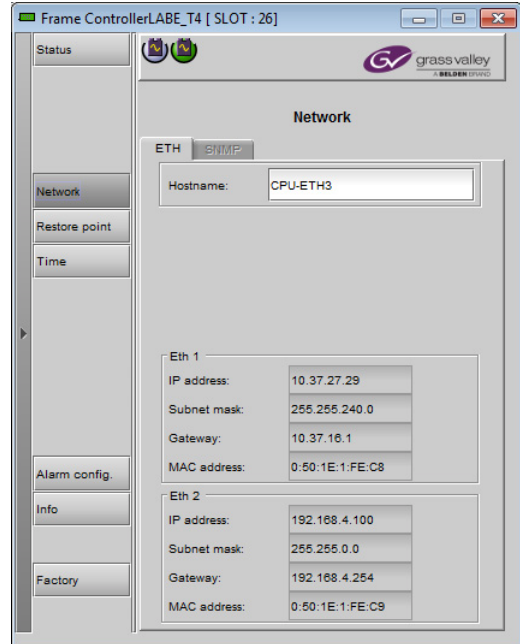 Frame ControllerLABE_T4 [ SLOT : 26]
Status
GV grass valley
A BELDEN BRAND
Network
ETH SNMP
Network
Hostname: CPU-ETH3
Restore point
Time
Eth 1
IP address: 10.37.27.29
Subnet mask: 255.255.240.0
Gateway: 10.37.16.1
MAC address: 0:50:1E:1:FE:C8
Alarm config.
Eth 2
Info
IP address: 192.168.4.100
Subnet mask: 255.255.0.0
Factory
Gateway: 192.168.4.254
MAC address: 0:50:1E:1:FE:C9